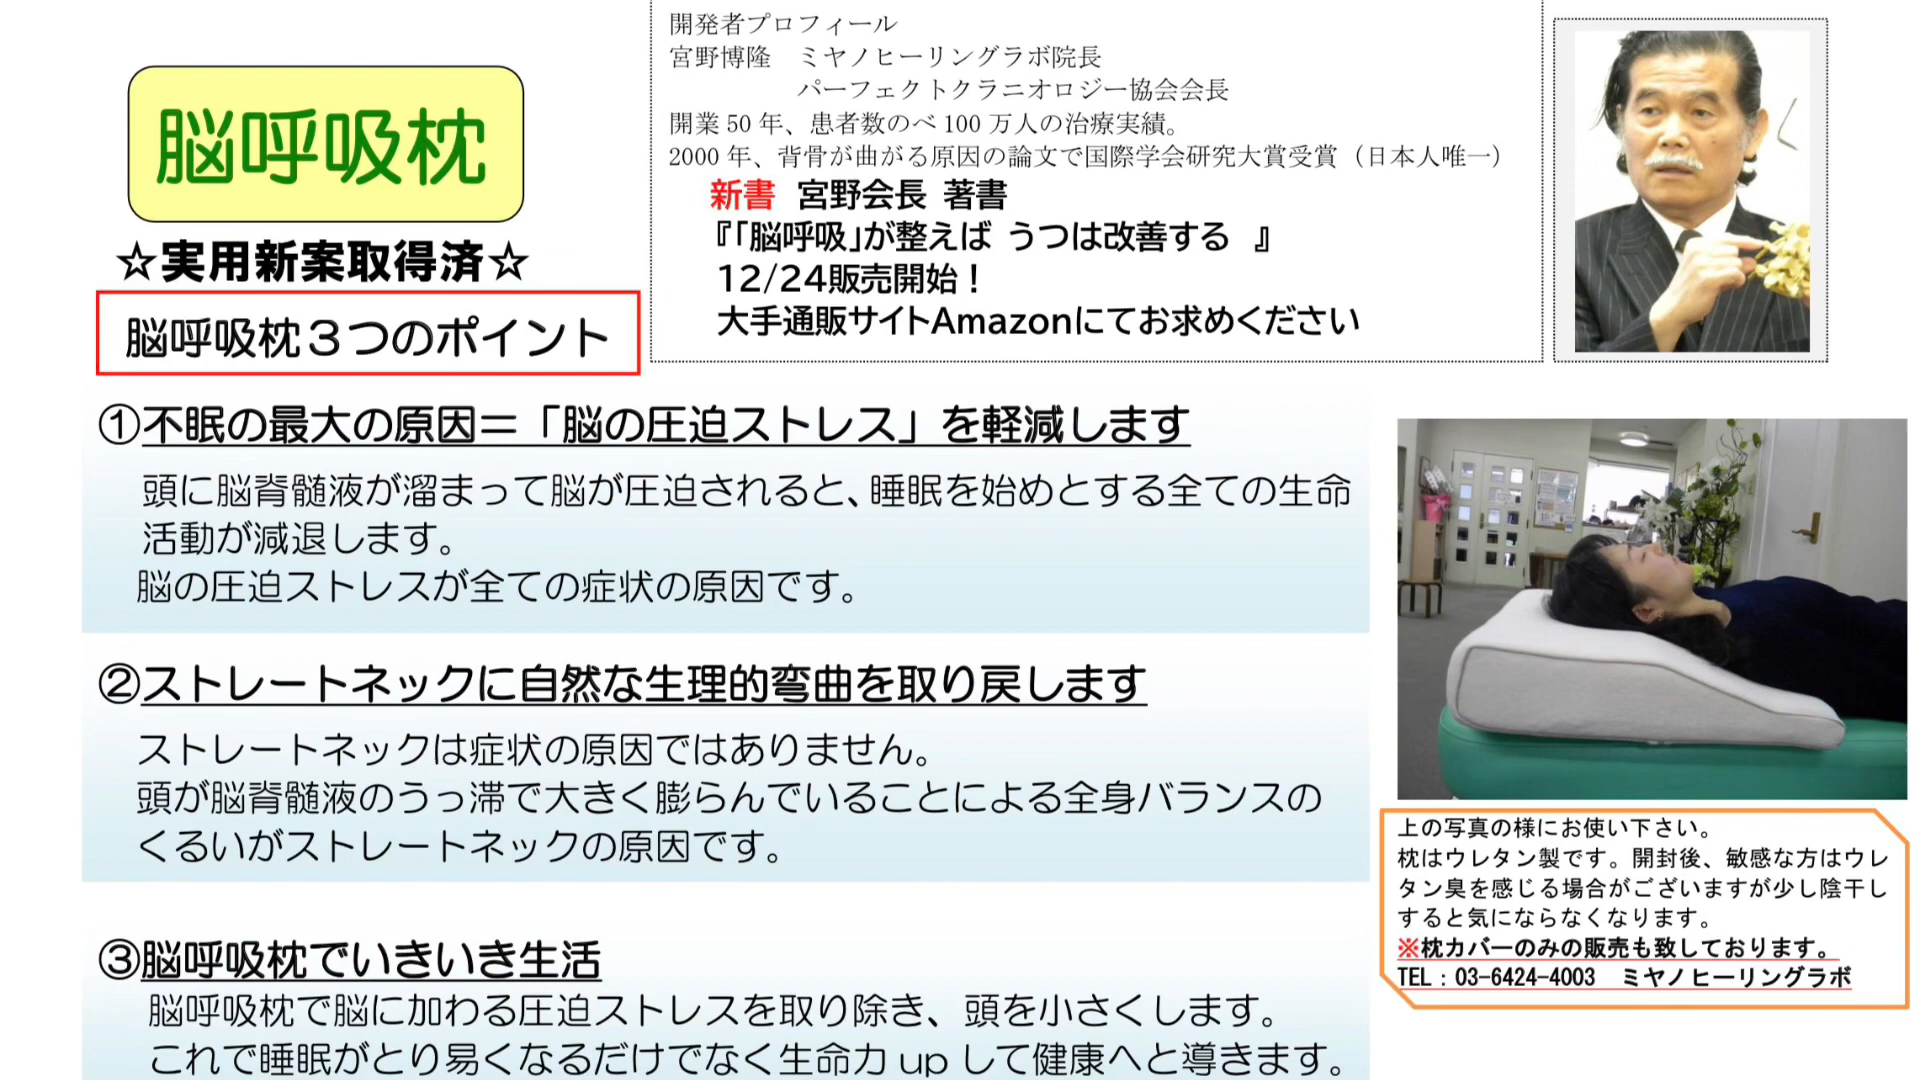 脳呼吸枕
☆実用新案取得済☆
脳呼吸枕3つのポイント
開発者プロフィール
宮野博隆 ミヤノヒーリングラボ院長
パーフェクトクラニオロジー協会会長
開業50年、患者数のべ100万人の治療実績。
2000年、背骨が曲がる原因の論文で国際学会研究大賞受賞（日本人唯一）
新書 宮野会長 著書
『「脳呼吸」が整えば うつは改善する 』
12/24販売開始！
大手通販サイトAmazonにてお求めください
①不眠の最大の原因＝「脳の圧迫ストレス」を軽減します
頭に脳脊髄液が溜まって脳が圧迫されると、睡眠を始めとする全ての生命
活動が減退します。
脳の圧迫ストレスが全ての症状の原因です。
②ストレートネックに自然な生理的弯曲を取り戻します
ストレートネックは症状の原因ではありません。
頭が脳脊髄液のうっ滞で大きく膨らんでいることによる全身バランスの
くるいがストレートネックの原因です。
③脳呼吸枕でいきいき生活
脳呼吸枕で脳に加わる圧迫ストレスを取り除き、頭を小さくします。
これで睡眠がとり易くなるだけでなく生命力upして健康へと導きます。
上の写真の様にお使い下さい。
枕はウレタン製です。開封後、敏感な方はウレ
タン臭を感じる場合がございますが少し陰干し
すると気にならなくなります。
※枕カバーのみの販売も致しております。
TEL：03-6424-4003 ミヤノヒーリングラボ